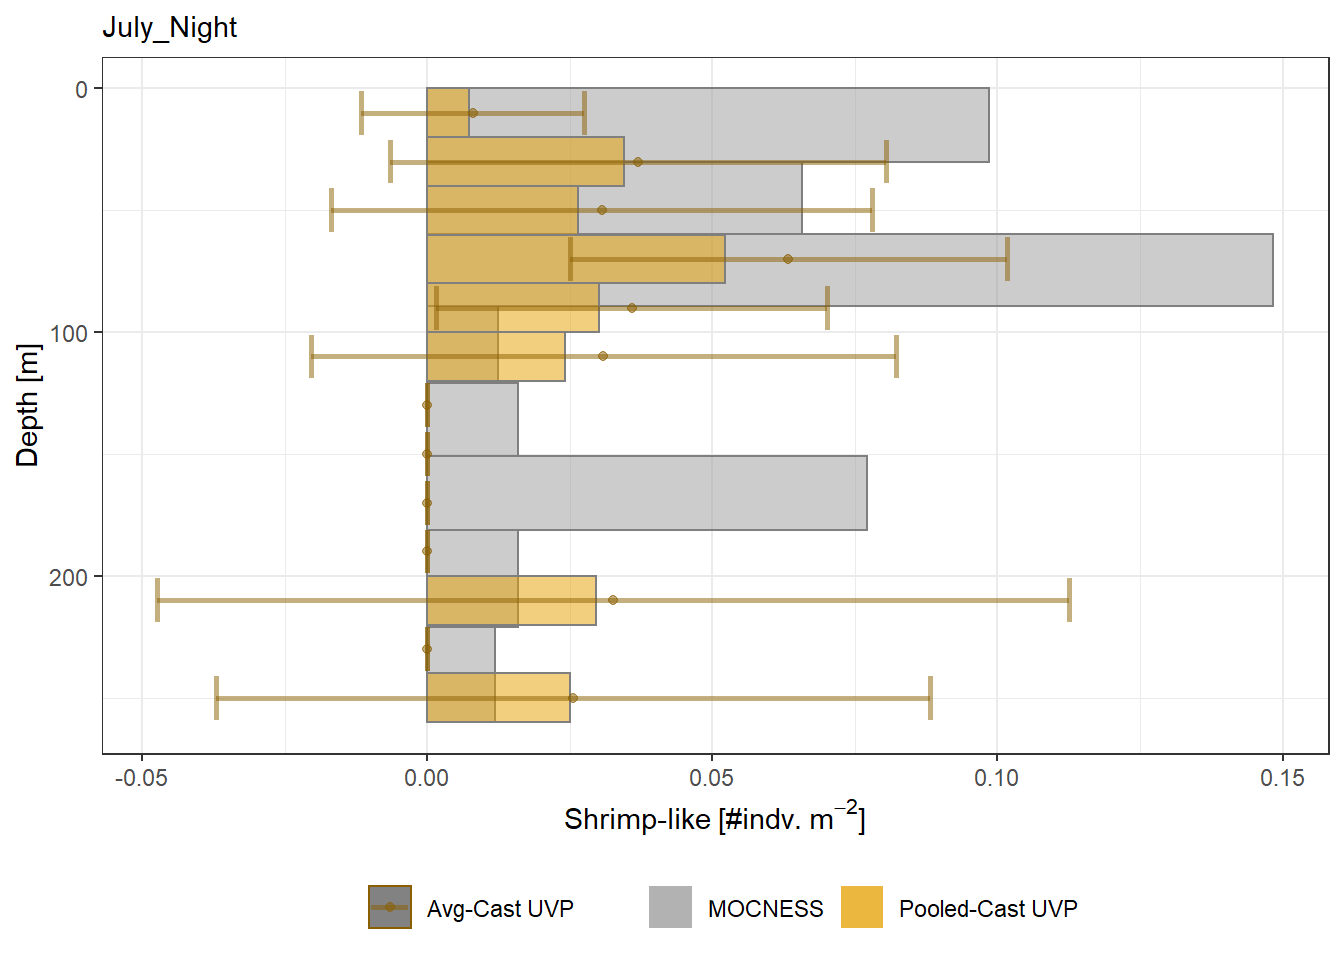 July_Night
0
100
200
Depth [m]
-0.05
0.00
0.05
0.10
0.15
Shrimp-like [#indv. m⁻²]
Avg-Cast UVP
MOCNESS
Pooled-Cast UVP